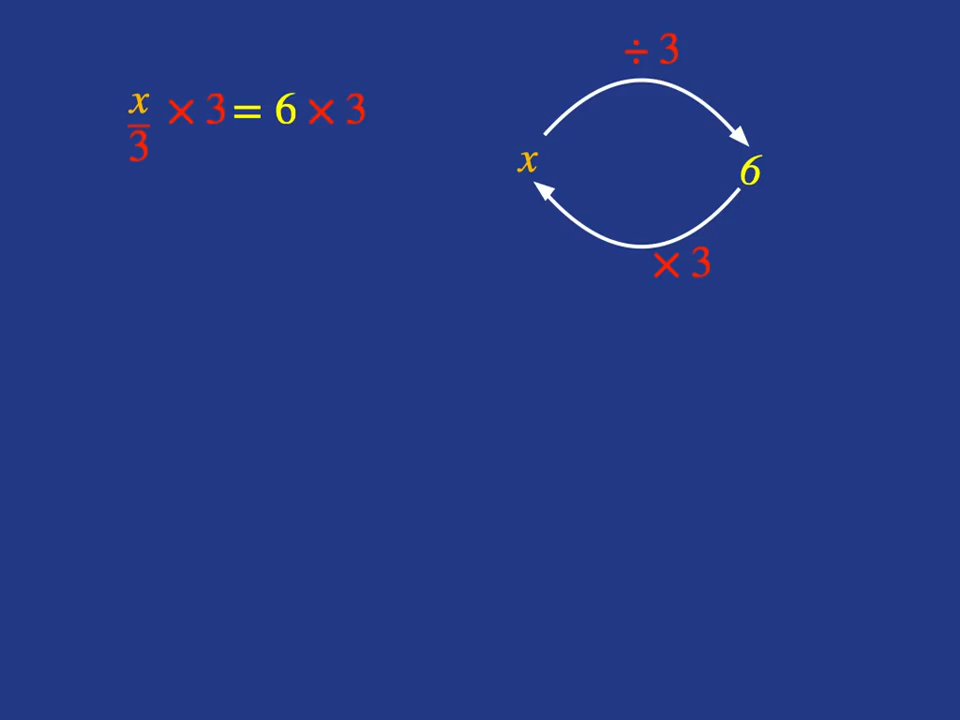 x/3 × 3 = 6 × 3
÷ 3
x
6
× 3